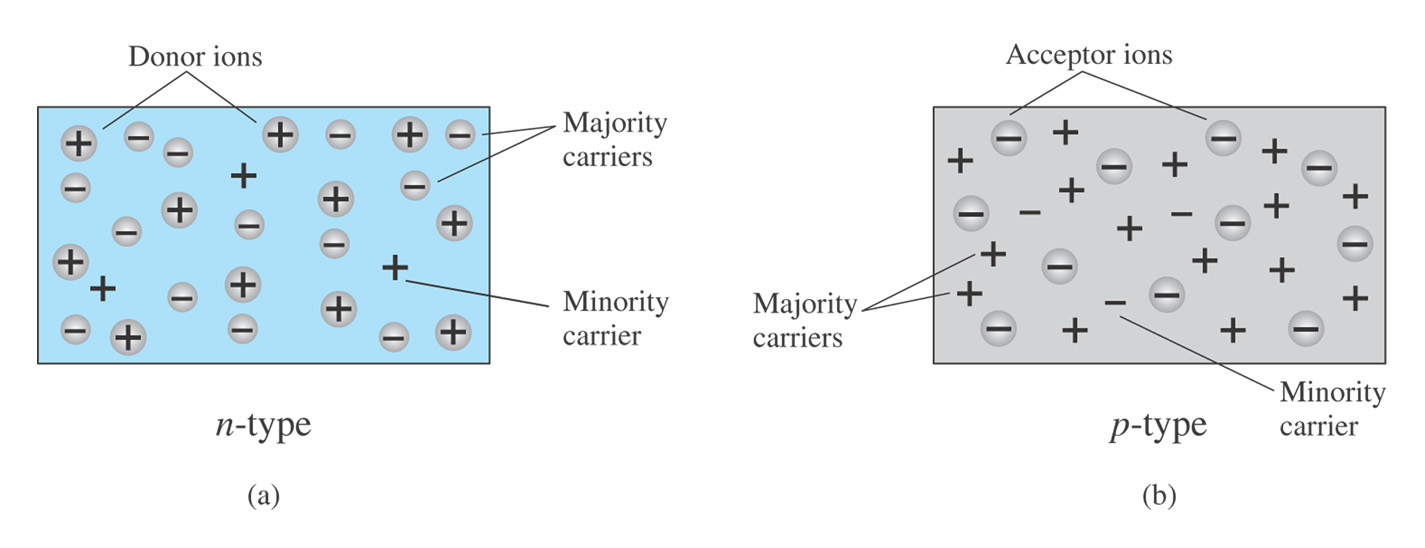 Donor ions
Majority
carriers
Minority
carrier
n-type
(a)
Acceptor ions
Majority
carriers
Minority
carrier
p-type
(b)